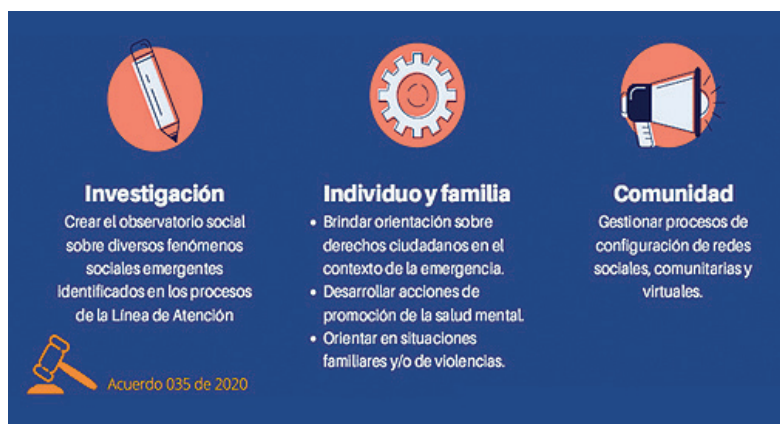 Investigación
Crear el observatorio social
sobre diversos fenómenos
sociales emergentes
identificados en los procesos
de la Línea de Atención
Individuo y familia
• Brindar orientación sobre
derechos ciudadanos en el
contexto de la emergencia.
• Desarrollar acciones de
promoción de la salud mental.
• Orientar en situaciones
familiares y/o de violencias.
Comunidad
Gestionar procesos de
configuración de redes
sociales, comunitarias y
virtuales.
Acuerdo 035 de 2020